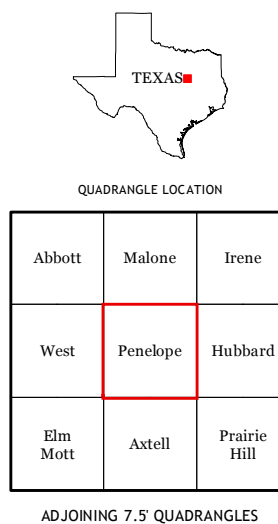 TEXAS
QUADRANGLE LOCATION
Abbott Malone Irene
West Penelope Hubbard
Elm Mott Axtell Prairie Hill
ADJOINING 7.5' QUADRANGLES